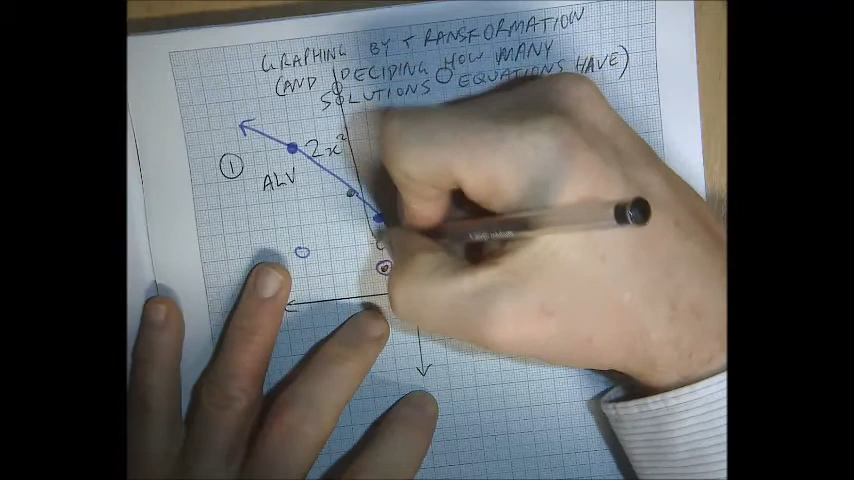 GRAPHING BY TRANSFORMATION
(AND DECIDING HOW MANY
SOLUTIONS EQUATIONS HAVE)
① 2x²
ALV